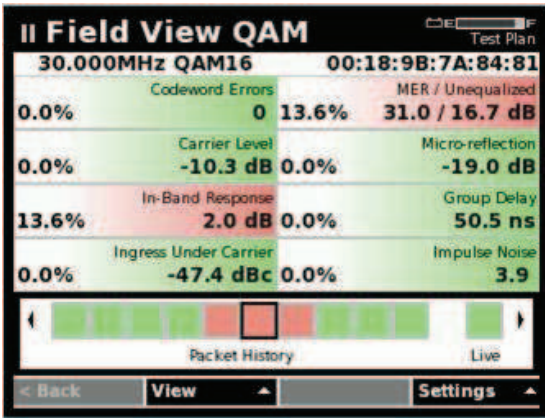 II Field View QAM
E F
Test Plan
30.000MHz QAM16 00:18:9B:7A:84:81
Codeword Errors
0.0% 0
MER / Unequalized
13.6% 31.0 / 16.7 dB
Carrier Level
0.0% -10.3 dB
Micro-reflection
0.0% -19.0 dB
In-Band Response
13.6% 2.0 dB
Group Delay
0.0% 50.5 ns
Ingress Under Carrier
0.0% -47.4 dBc
Impulse Noise
0.0% 3.9
Packet History Live
< Back View Settings